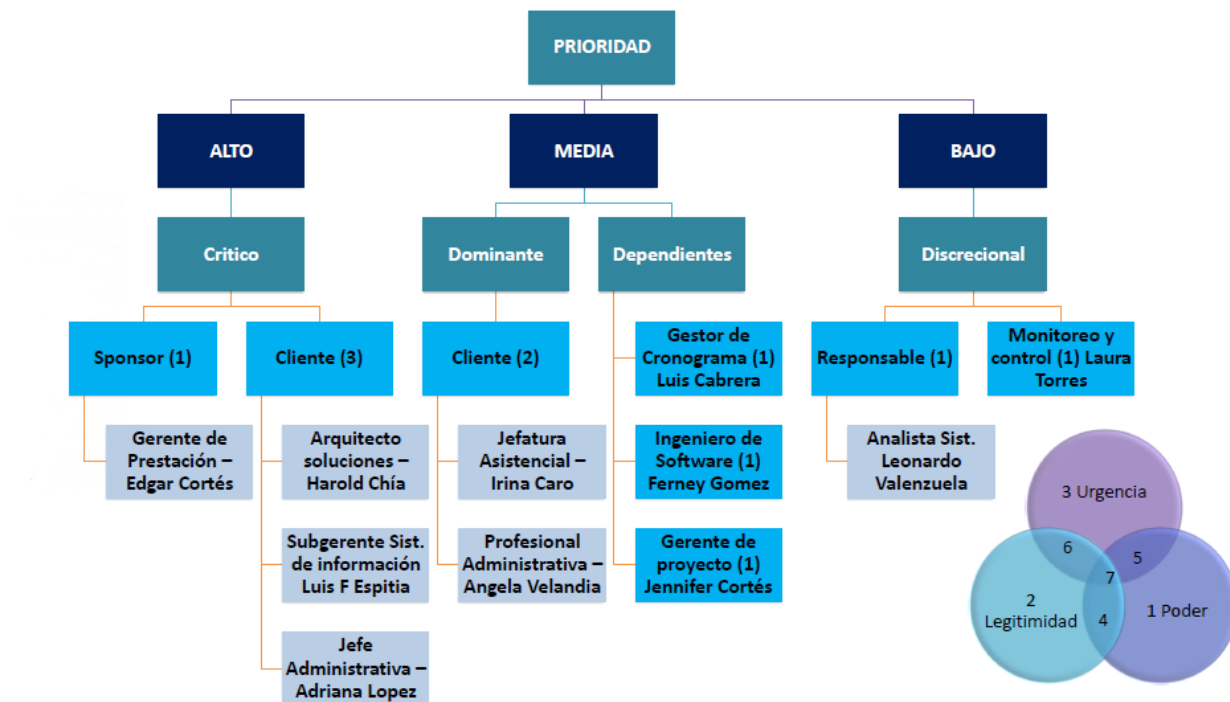 PRIORIDAD
ALTO
MEDIA
BAJO
Critico
Dominante
Dependientes
Discrecional
Sponsor (1)
Cliente (3)
Cliente (2)
Gestor de
Cronograma (1)
Luis Cabrera
Responsable (1)
Monitoreo y
control (1) Laura
Torres
Gerente de
Prestación –
Edgar Cortés
Arquitecto
soluciones –
Harold Chía
Jefatura
Asistencial –
Irina Caro
Ingeniero de
Software (1)
Ferney Gomez
Analista Sist.
Leonardo
Valenzuela
Subgerente Sist.
de información
Luis F Espitia
Profesional
Administrativa –
Angela Velandia
Gerente de
proyecto (1)
Jennifer Cortés
Jefe
Administrativa –
Adriana Lopez
3 Urgencia
6
5
7
2
Legitimidad
4
1 Poder